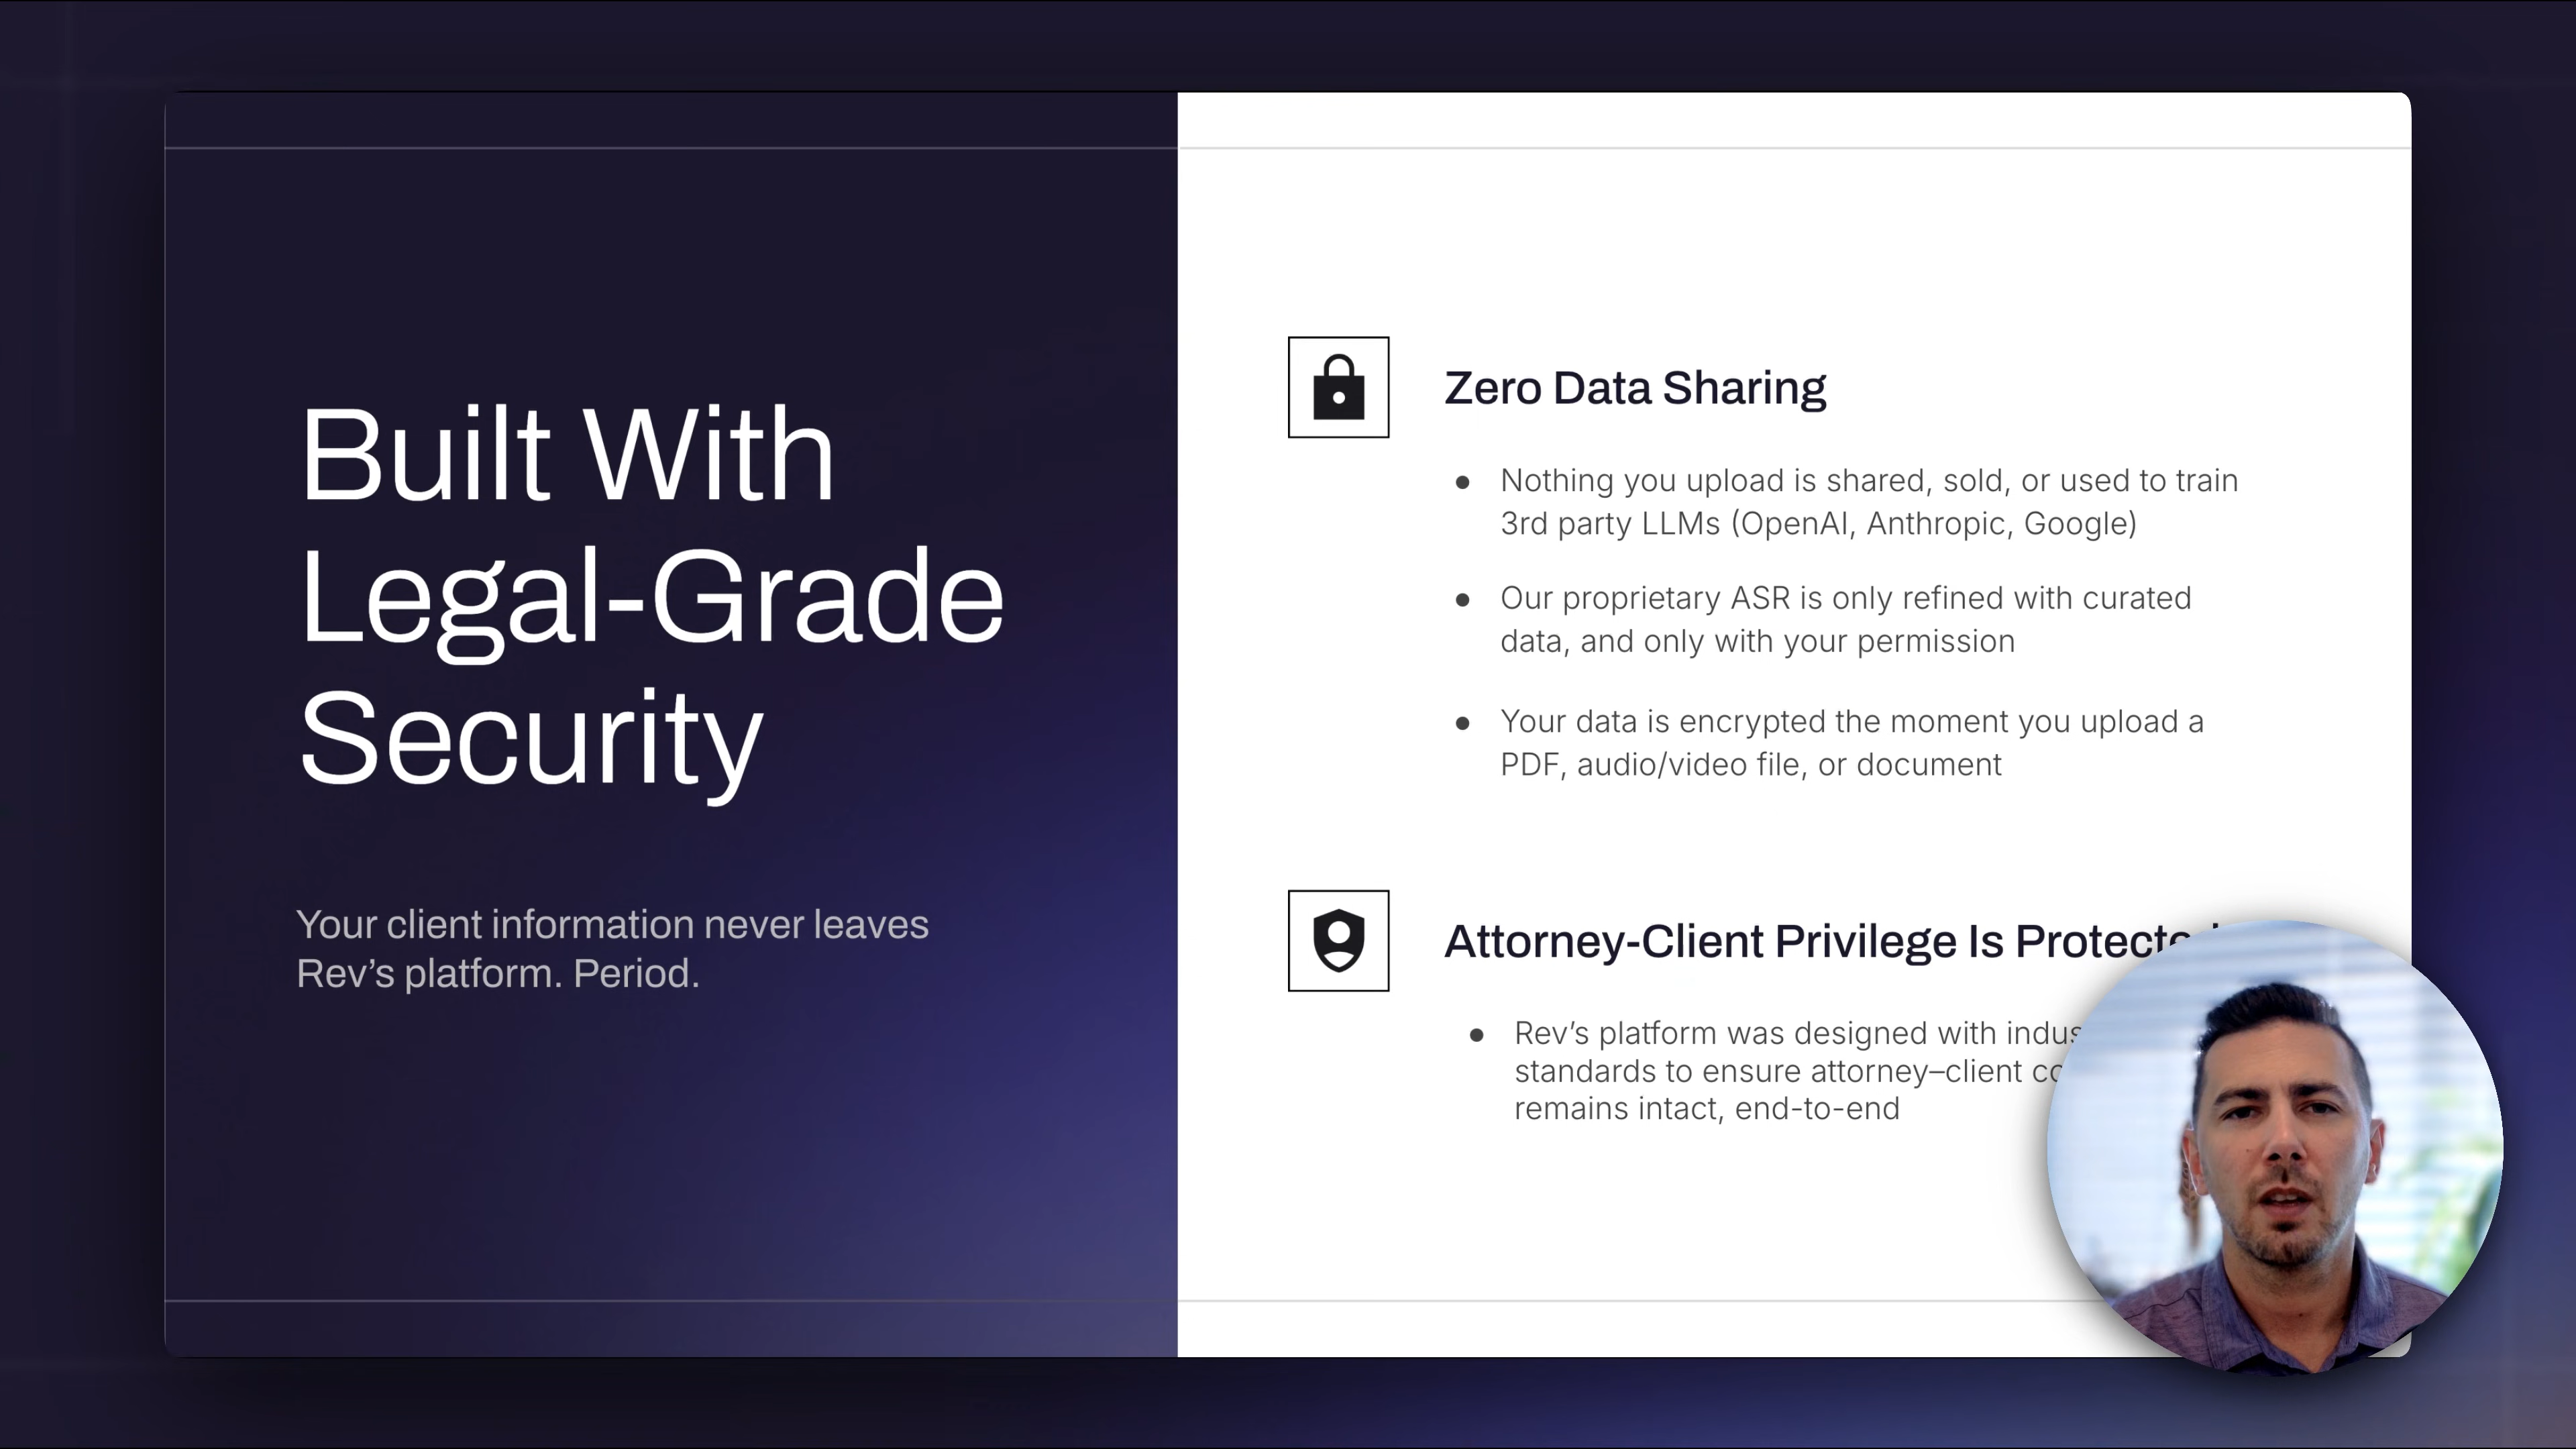 Built With
Legal-Grade
Security
Your client information never leaves
Rev’s platform. Period.
Zero Data Sharing
● Nothing you upload is shared, sold, or used to train
3rd party LLMs (OpenAI, Anthropic, Google)
● Our proprietary ASR is only refined with curated
data, and only with your permission
● Your data is encrypted the moment you upload a
PDF, audio/video file, or document
Attorney-Client Privilege Is Protected
● Rev’s platform was designed with
standards to ensure attorney–client
remains intact, end-to-end